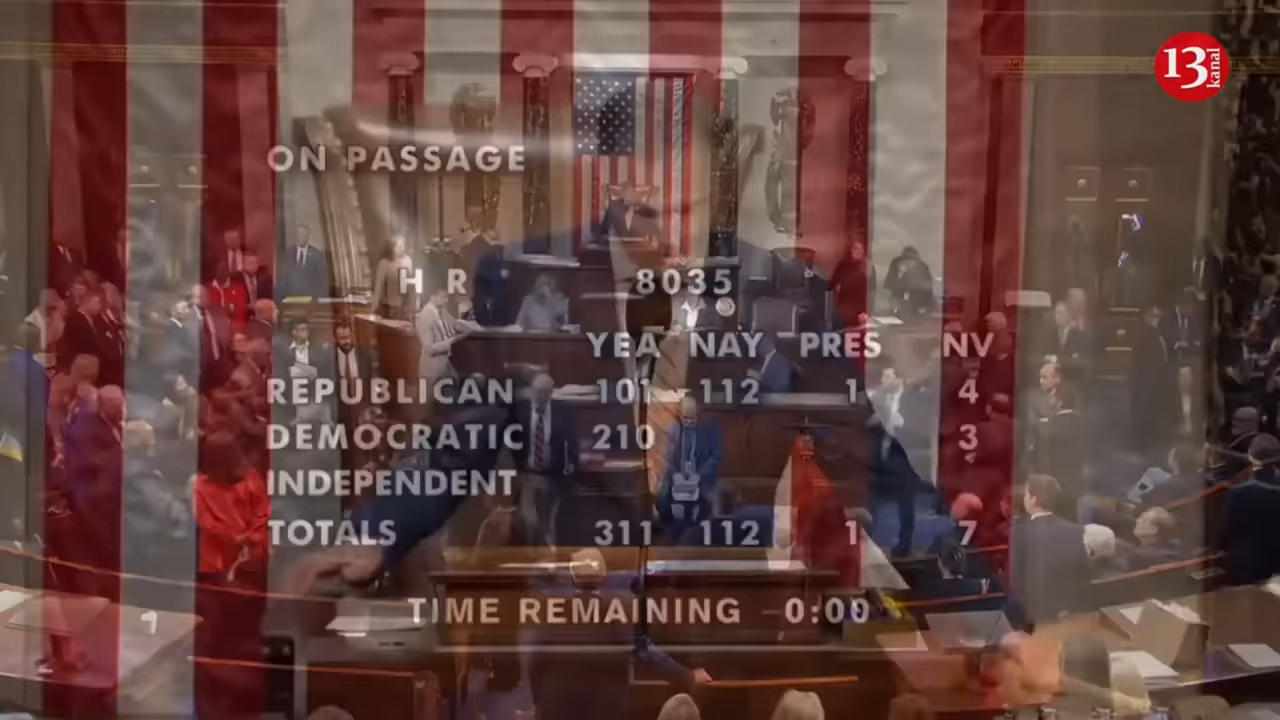 13
kanal
ON PASSAGE
H R 8035
YEA NAY PRES NV
REPUBLICAN 101 112 1 4
DEMOCRATIC 210 3
INDEPENDENT
TOTALS 311 112 1 7
TIME REMAINING 0:00